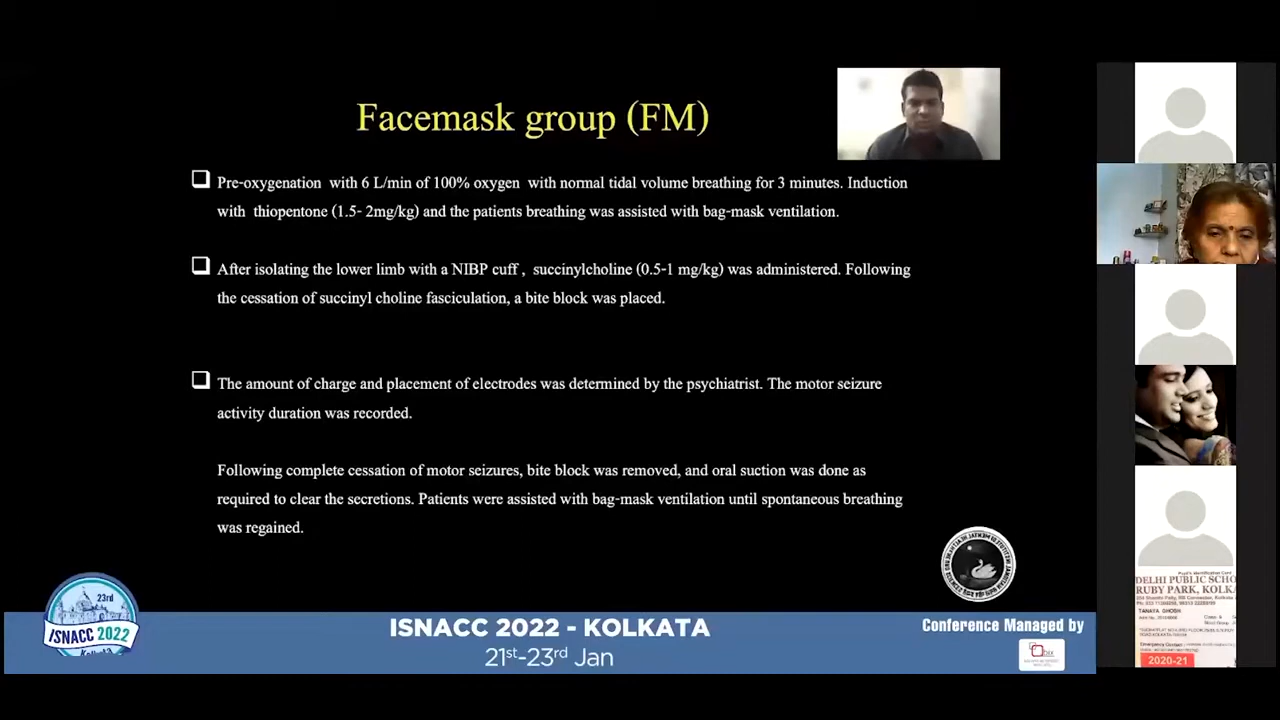 Facemask group (FM)
Pre-oxygenation with 6 L/min of 100% oxygen with normal tidal volume breathing for 3 minutes. Induction
with thiopentone (1.5- 2mg/kg) and the patients breathing was assisted with bag-mask ventilation.
After isolating the lower limb with a NIBP cuff , succinylcholine (0.5-1 mg/kg) was administered. Following
the cessation of succinyl choline fasciculation, a bite block was placed.
The amount of charge and placement of electrodes was determined by the psychiatrist. The motor seizure
activity duration was recorded.
Following complete cessation of motor seizures, bite block was removed, and oral suction was done as
required to clear the secretions. Patients were assisted with bag-mask ventilation until spontaneous breathing
was regained.
23rd
ISNACC 2022
Kolkata
ISNACC 2022 - KOLKATA
21st-23rd Jan
Conference Managed by
DELHI PUBLIC SCHO
RUBY PARK, KOLKA
TANAYA GHOSH
2020-21